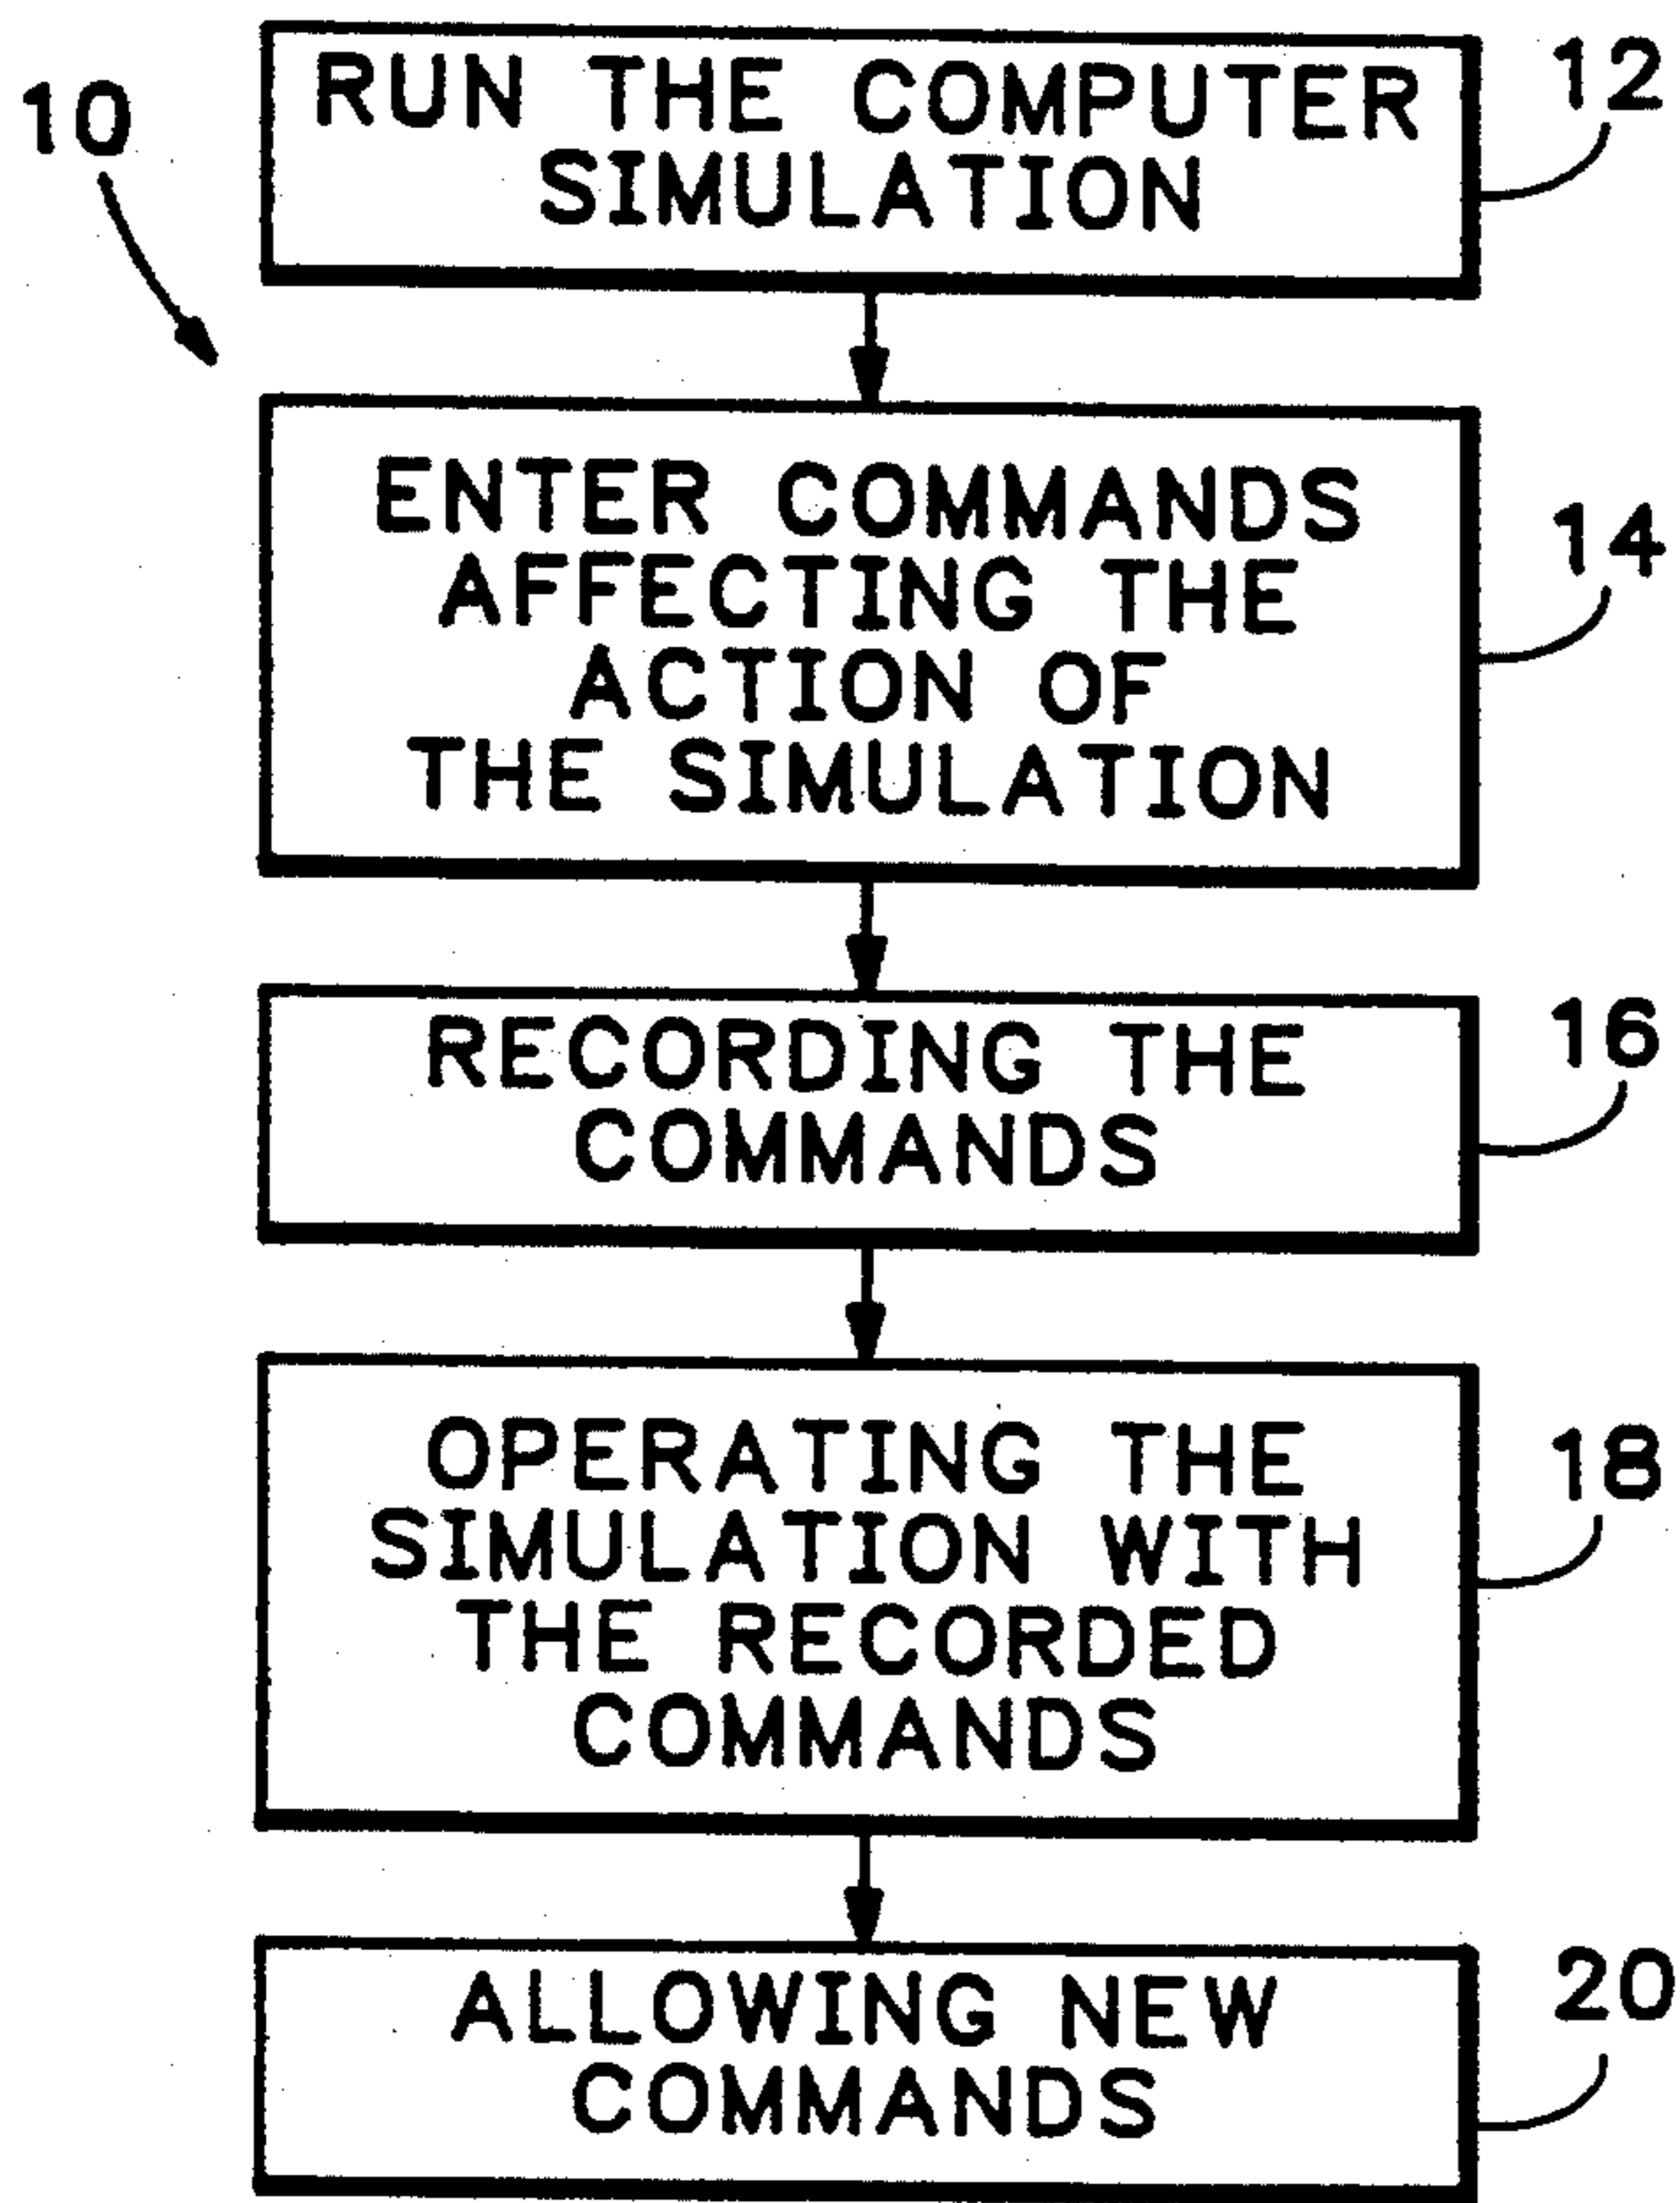 10
RUN THE COMPUTER
SIMULATION
12
ENTER COMMANDS
AFFECTING THE
ACTION OF
THE SIMULATION
14
RECORDING THE
COMMANDS
16
OPERATING THE
SIMULATION WITH
THE RECORDED
COMMANDS
18
ALLOWING NEW
COMMANDS
20